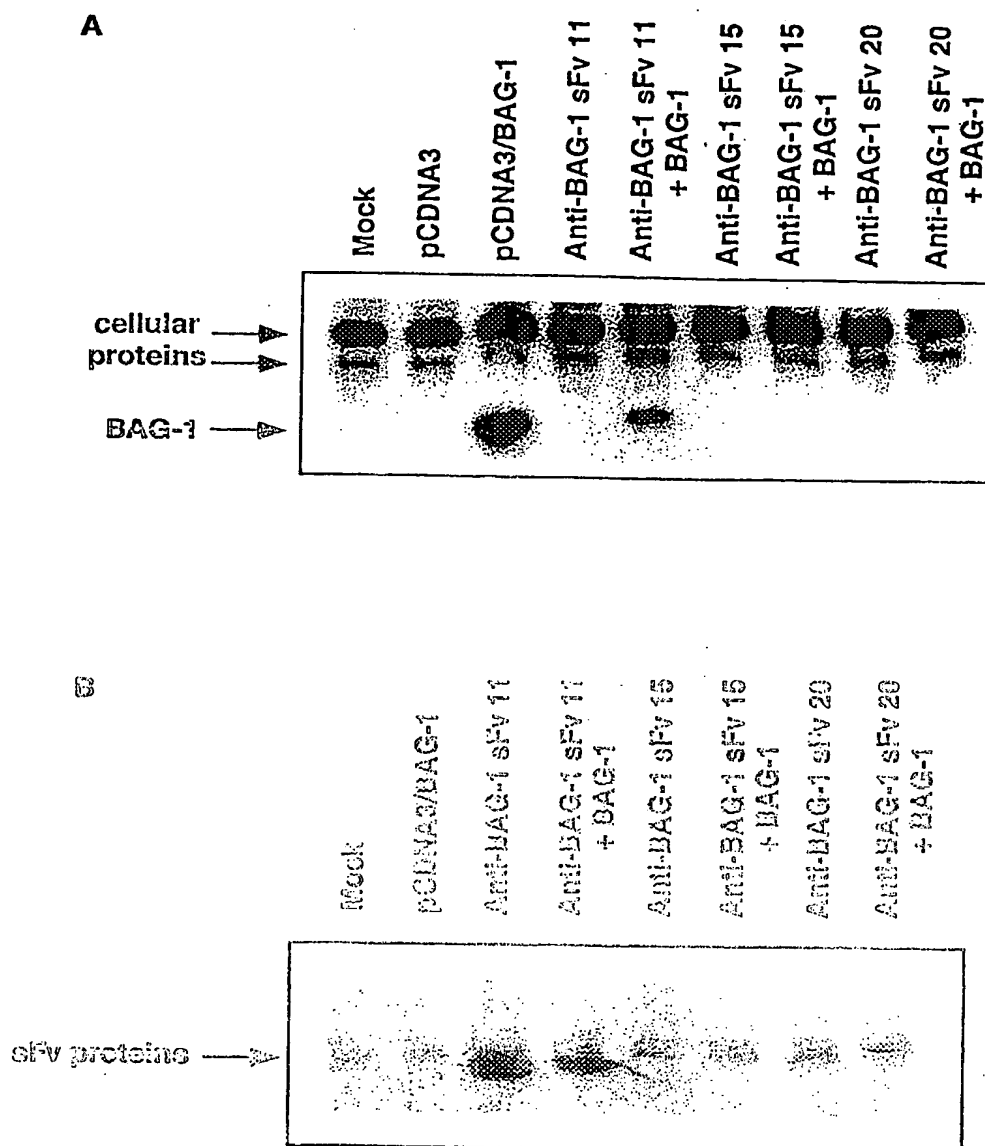 A
Mock
pCDNA3
pCDNA3/BAG-1
Anti-BAG-1 sFv 11
Anti-BAG-1 sFv 11
+ BAG-1
Anti-BAG-1 sFv 15
Anti-BAG-1 sFv 15
+ BAG-1
Anti-BAG-1 sFv 20
Anti-BAG-1 sFv 20
+ BAG-1
cellular
proteins
BAG-1
B
Mock
pCDNA3/BAG-1
Anti-BAG-1 sFv 11
Anti-BAG-1 sFv 11
+ BAG-1
Anti-BAG-1 sFv 15
Anti-BAG-1 sFv 15
+ BAG-1
Anti-BAG-1 sFv 20
Anti-BAG-1 sFv 20
+ BAG-1
sFv proteins